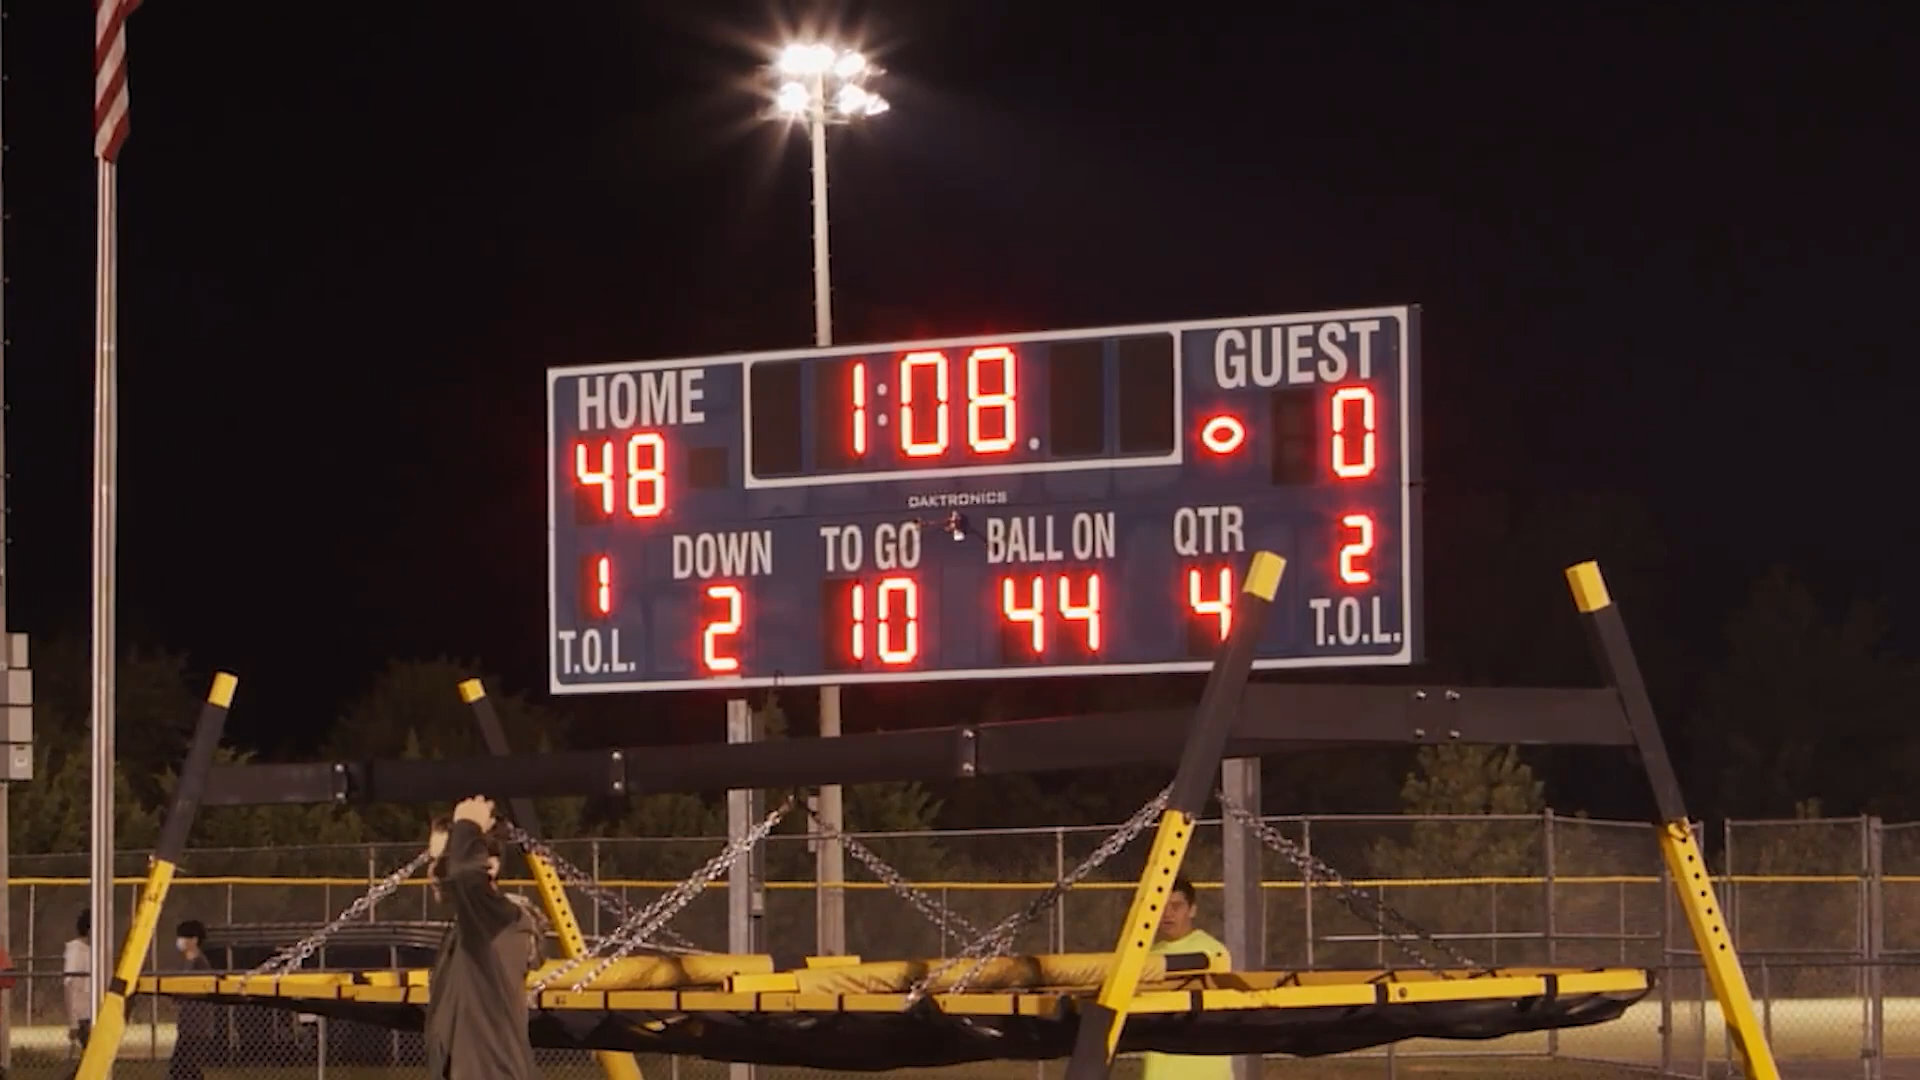 HOME 1:08. GUEST
48 0
DAKTRONICS
DOWN TO GO BALL ON QTR
1 2 10 44 4 2
T.O.L. T.O.L.